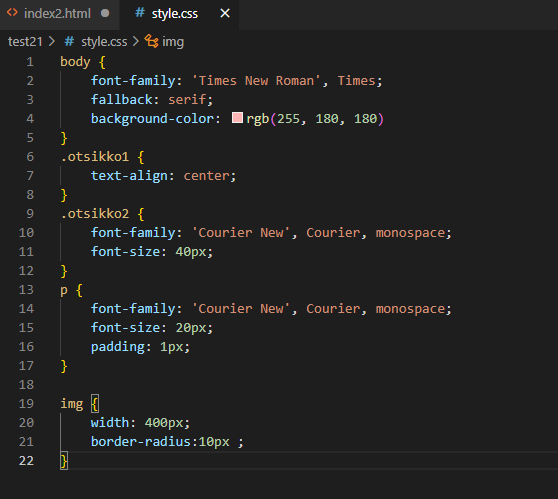 index2.html ● # style.css ×
test21 > # style.css > img
1 body {
2     font-family: 'Times New Roman', Times;
3     fallback: serif;
4     background-color: rgb(255, 180, 180)
5 }
6 .otsikko1 {
7     text-align: center;
8 }
9 .otsikko2 {
10     font-family: 'Courier New', Courier, monospace;
11     font-size: 40px;
12 }
13 p {
14     font-family: 'Courier New', Courier, monospace;
15     font-size: 20px;
16     padding: 1px;
17 }
18
19 img {
20     width: 400px;
21     border-radius:10px ;
22 }